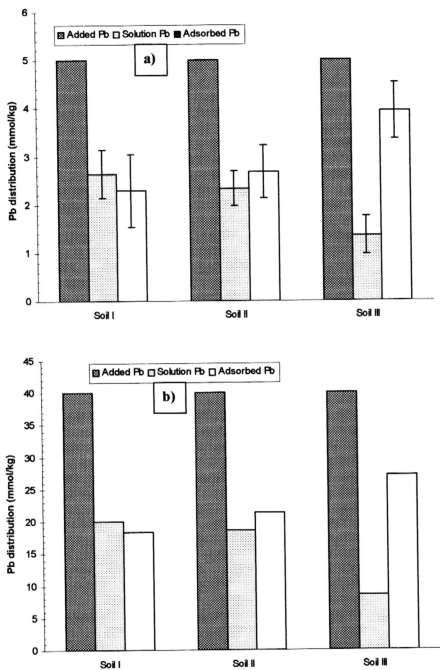 6
5
4
3
2
1
0
Pb distribution (mmol/kg)
Added Pb Solution Pb Adsorbed Pb
a)
Soil I Soil II Soil III
45
40
35
30
25
20
15
10
5
0
Pb distribution (mmol/kg)
Added Pb Solution Pb Adsorbed Pb
b)
Soil I Soil II Soil III